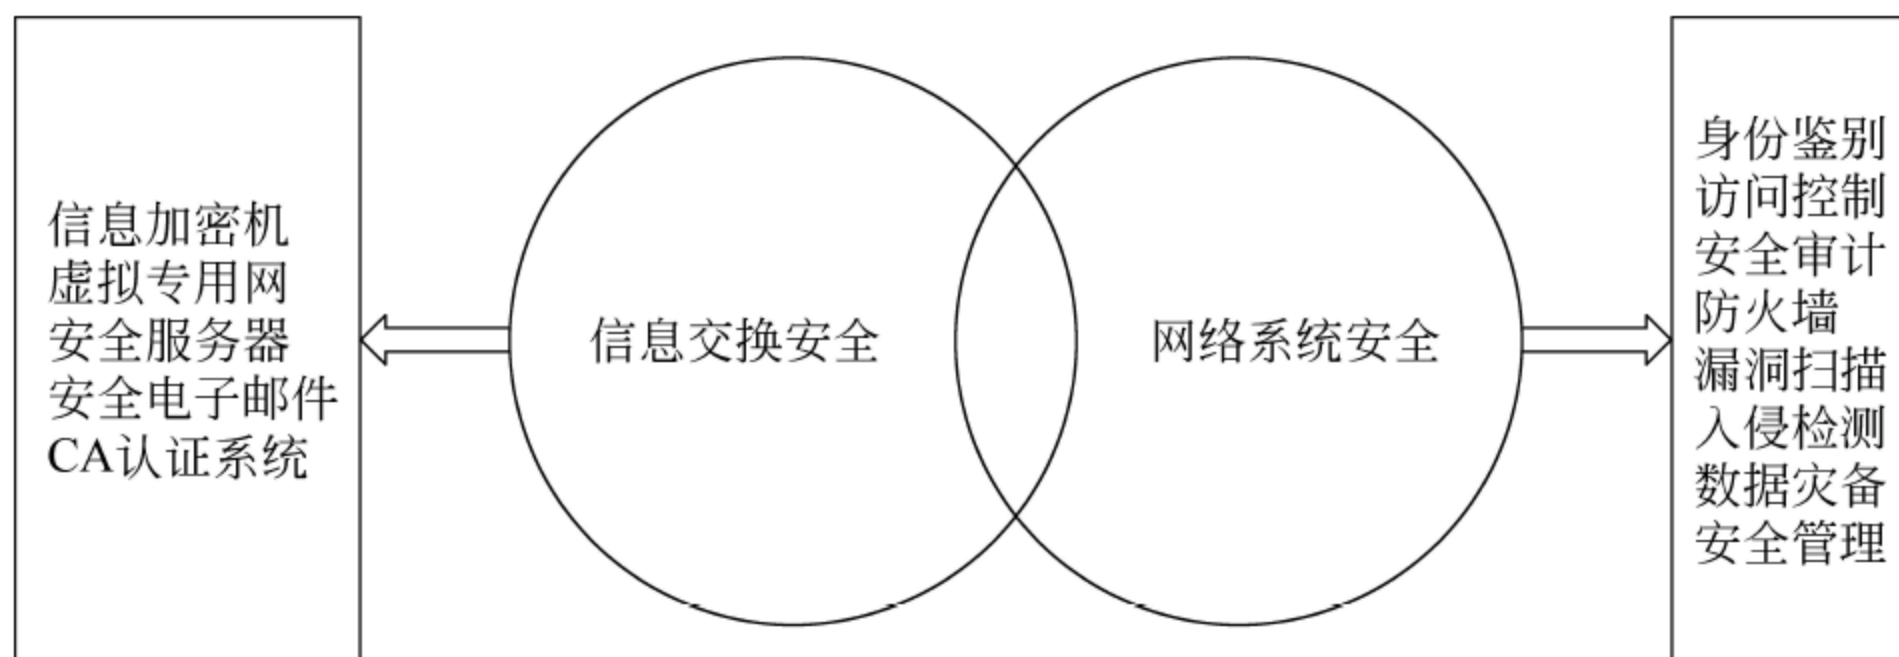 信息加密机
虚拟专用网
安全服务器
安全电子邮件
CA认证系统
信息交换安全
网络系统安全
身份鉴别
访问控制
安全审计
防火墙
漏洞扫描
入侵检测
数据灾备
安全管理